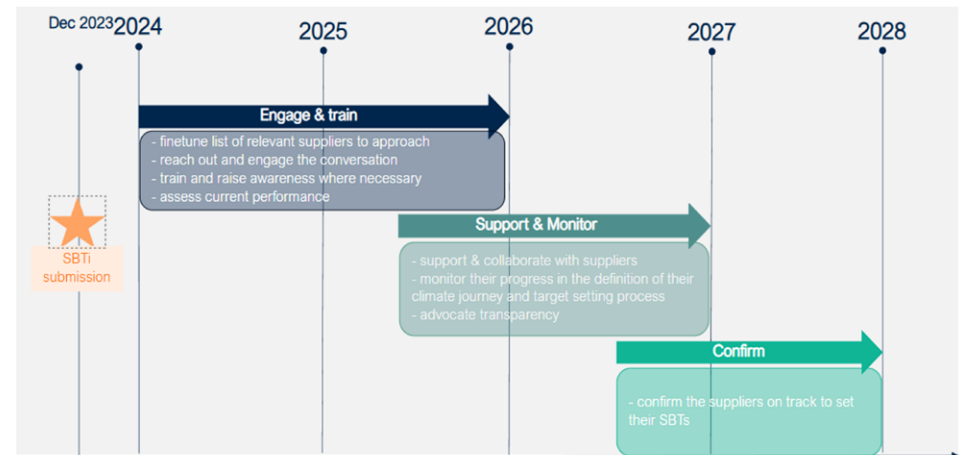 Dec 2023
2024
2025
2026
2027
2028
Engage & train
- finetune list of relevant suppliers to approach
- reach out and engage the conversation
- train and raise awareness where necessary
- assess current performance
SBTi
submission
Support & Monitor
- support & collaborate with suppliers
- monitor their progress in the definition of their
climate journey and target setting process
- advocate transparency
Confirm
- confirm the suppliers on track to set
their SBTs